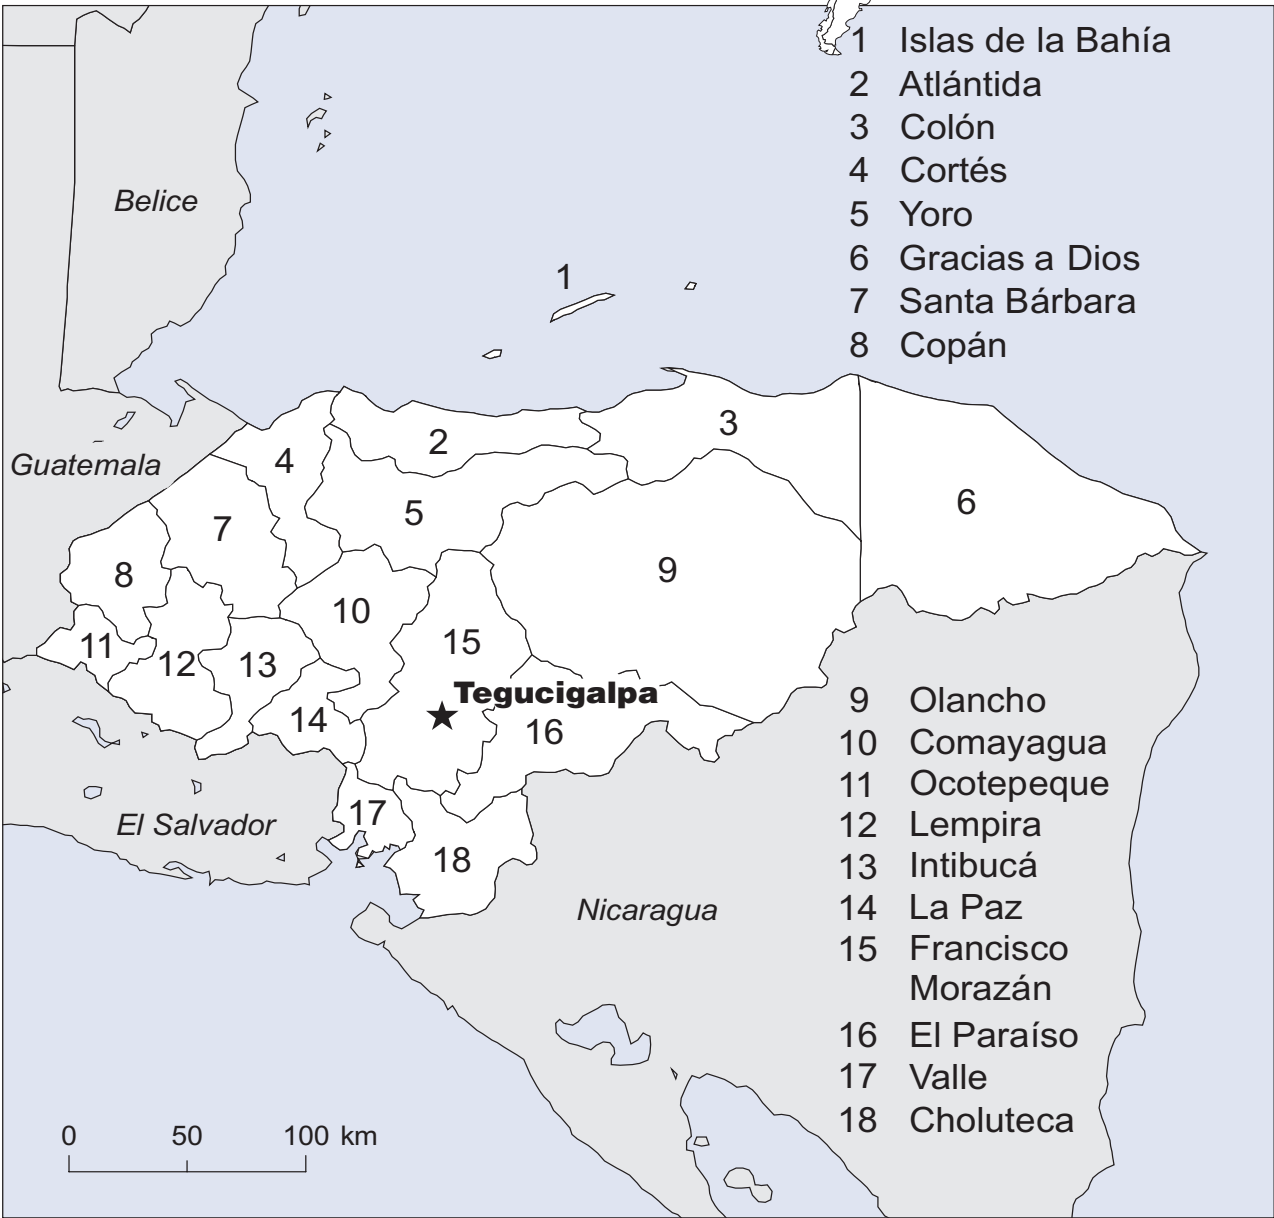 1 Islas de la Bahía
2 Atlántida
3 Colón
4 Cortés
5 Yoro
6 Gracias a Dios
7 Santa Bárbara
8 Copán
Belice
1
Guatemala
2
3
4
5
6
7
8
9
10
11
12
13
14
15
Tegucigalpa
16
17
18
El Salvador
Nicaragua
9 Olancho
10 Comayagua
11 Ocotepeque
12 Lempira
13 Intibucá
14 La Paz
15 Francisco
Morazán
16 El Paraíso
17 Valle
18 Choluteca
0 50 100 km